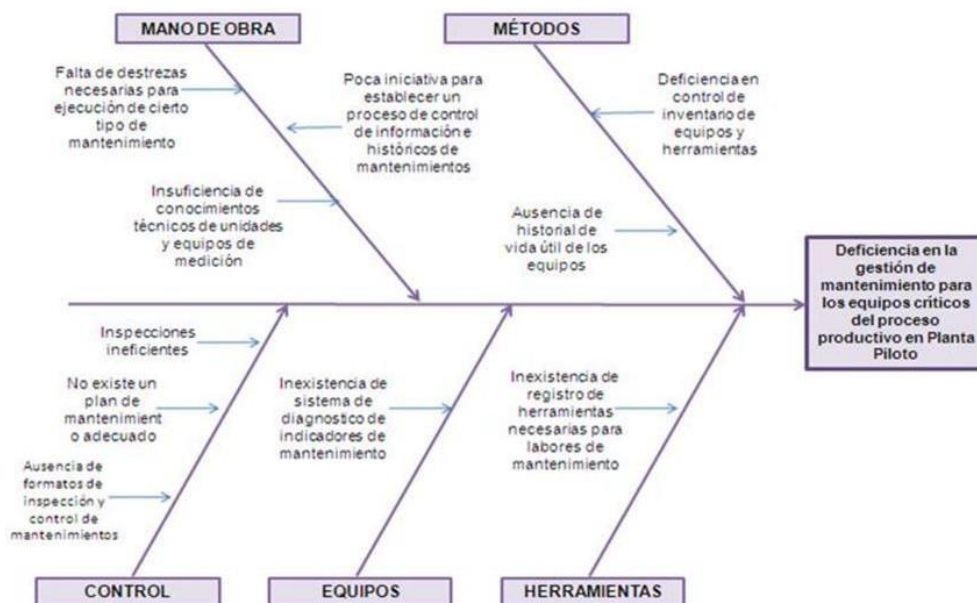 MANO DE OBRA
MÉTODOS
Falta de destrezas
necesarias para
ejecución de cierto
tipo de
mantenimiento
Poca iniciativa para
establecer un
proceso de control
de información e
históricos de
mantenimientos
Insuficiencia de
conocimientos
técnicos de unidades
y equipos de
medición
Deficiencia en
control de
inventario de
equipos y
herramientas
Ausencia de
historial de
vida útil de los
equipos
Deficiencia en la
gestión de
mantenimiento para
los equipos críticos
del proceso
productivo en Planta
Piloto
Inspecciones
ineficientes
No existe un
plan de
mantenimient
o adecuado
Ausencia de
formatos de
inspección y
control de
mantenimientos
Inexistencia de
sistema de
diagnostico de
indicadores de
mantenimiento
Inexistencia de
registro de
herramientas
necesarias para
labores de
mantenimiento
CONTROL
EQUIPOS
HERRAMIENTAS